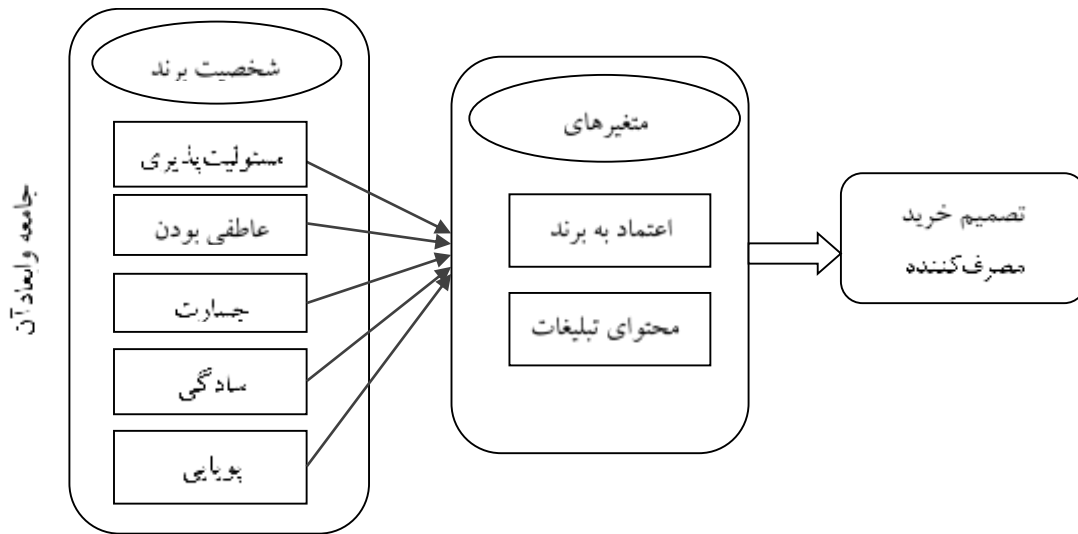 جامعه وابعاد آن
شخصیت برند
مسئولیت‌پذیری
عاطفی بودن
جسارت
سادگی
پویایی
متغیرهای
اعتماد به برند
محتوای تبلیغات
تصمیم خرید
مصرف‌کننده